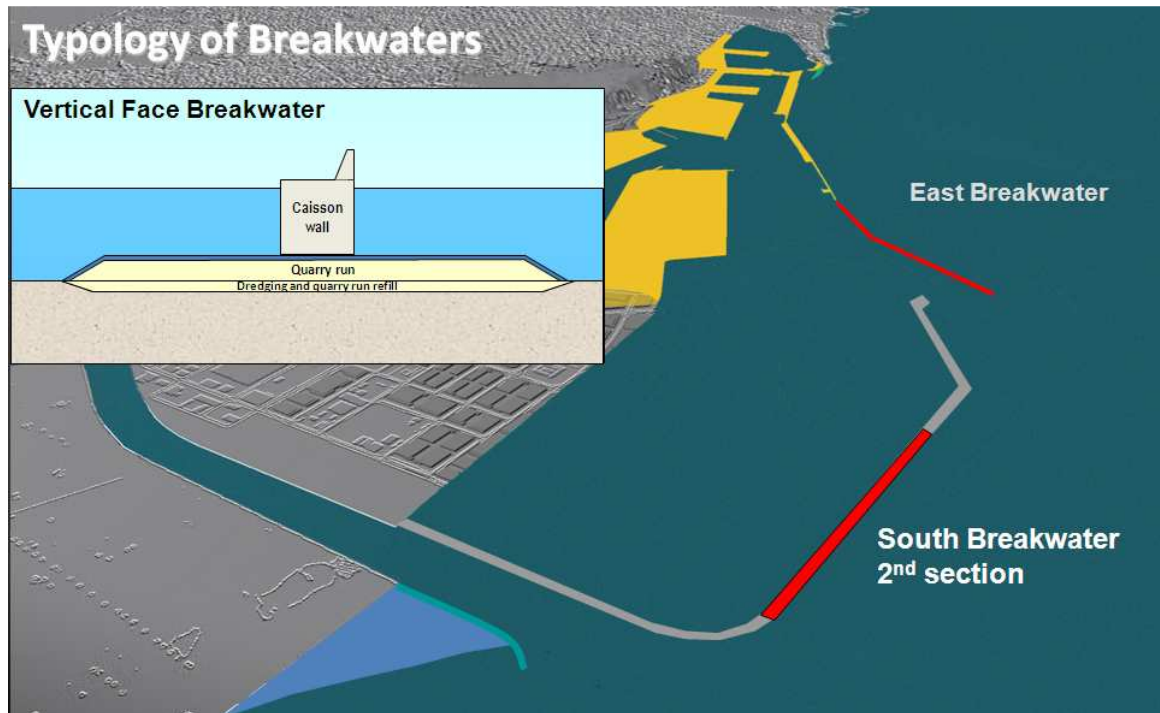 Typology of Breakwaters
Vertical Face Breakwater
Caisson
wall
Quarry run
Dredging and quarry run refill
East Breakwater
South Breakwater
2nd section